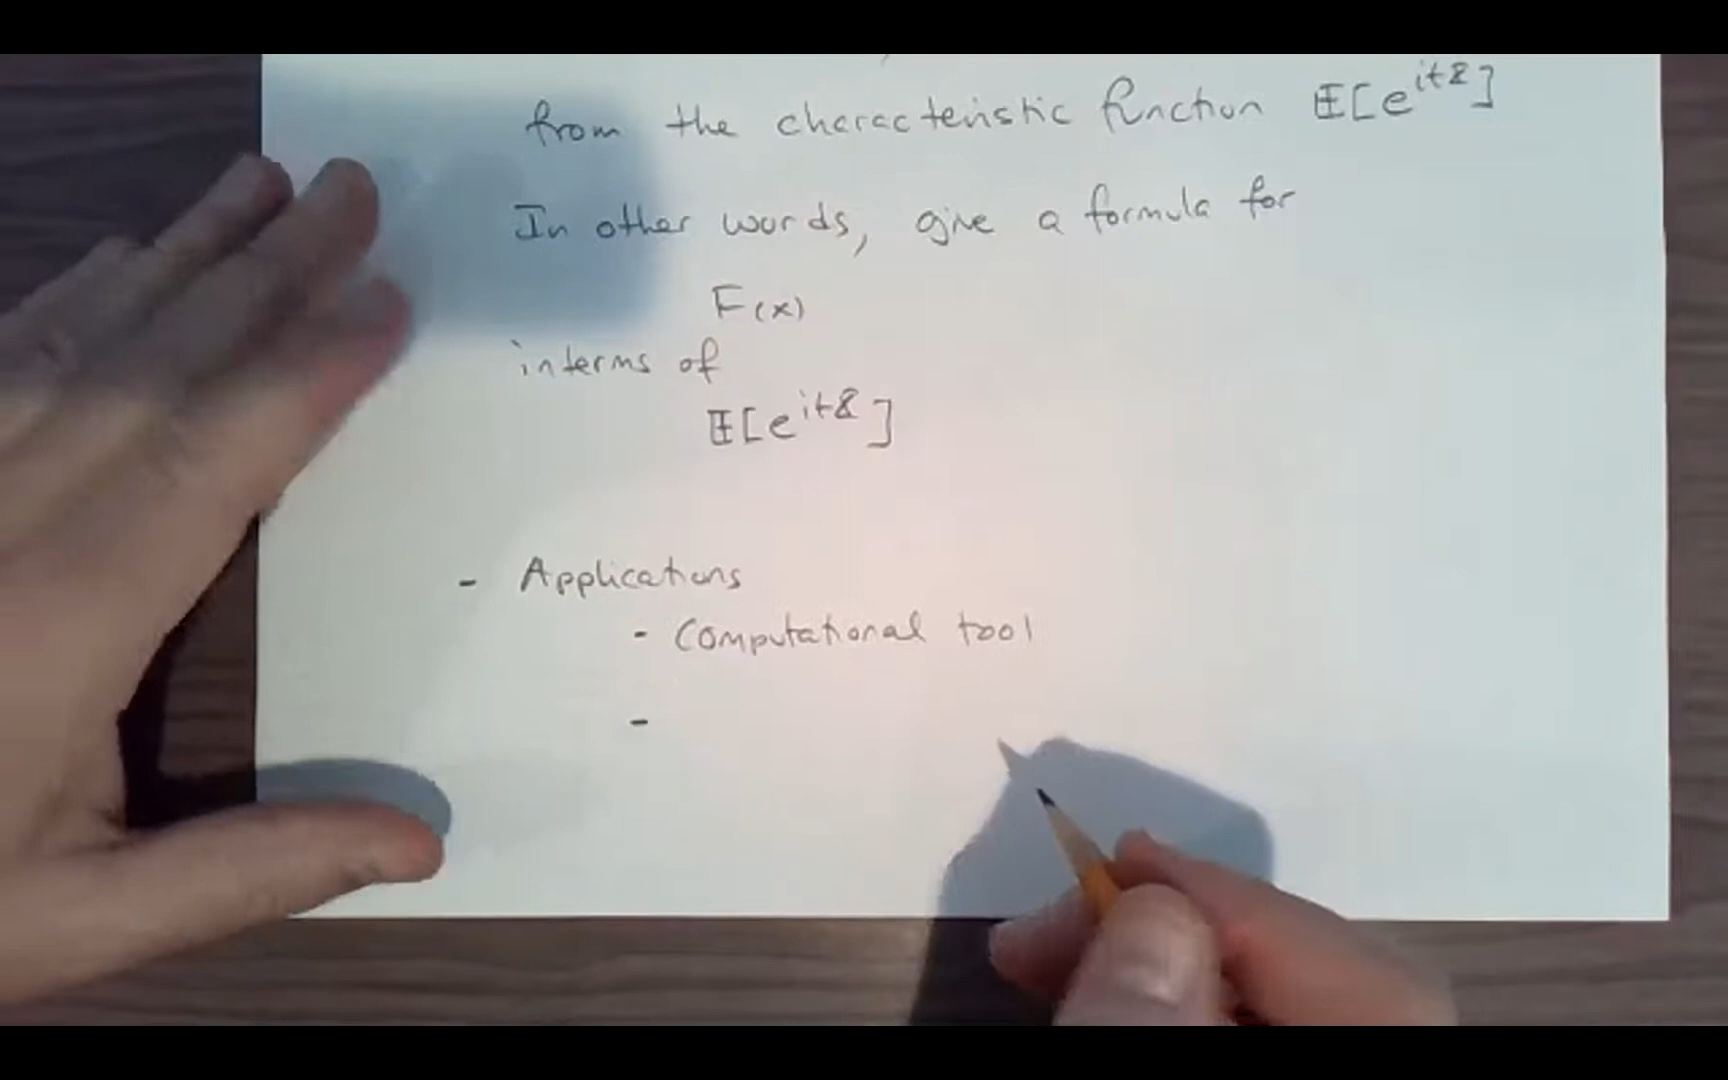 from the characteristic function 𝔼[e^{itX}]
In other words, give a formula for
F(x)
interms of
𝔼[e^{itX}]
- Applications
- Computational tool
-